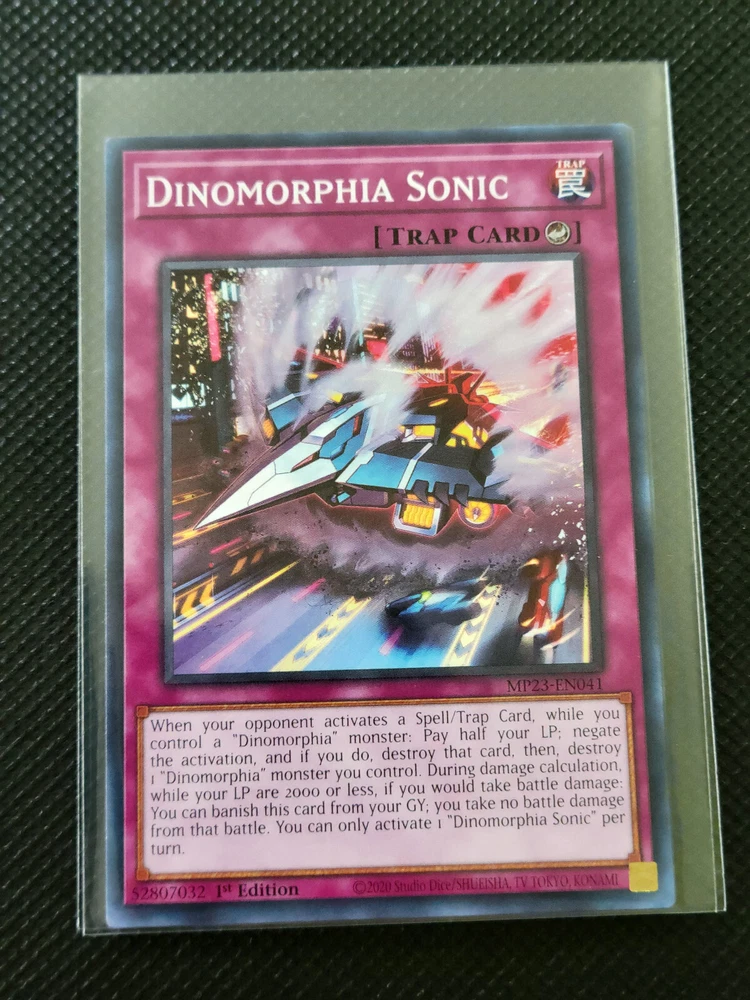 DINOMORPHIA SONIC
TRAP
罠
[TRAP CARD]
MP23-EN041
When your opponent activates a Spell/Trap Card, while you
control a "Dinomorphia" monster: Pay half your LP; negate
the activation, and if you do, destroy that card, then, destroy
1 "Dinomorphia" monster you control. During damage calculation,
while your LP are 2000 or less, if you would take battle damage:
You can banish this card from your GY; you take no battle damage
from that battle. You can only activate 1 "Dinomorphia Sonic" per
turn.
52807032 1st Edition ©2020 Studio Dice/SHUEISHA, TV TOKYO, KONAMI